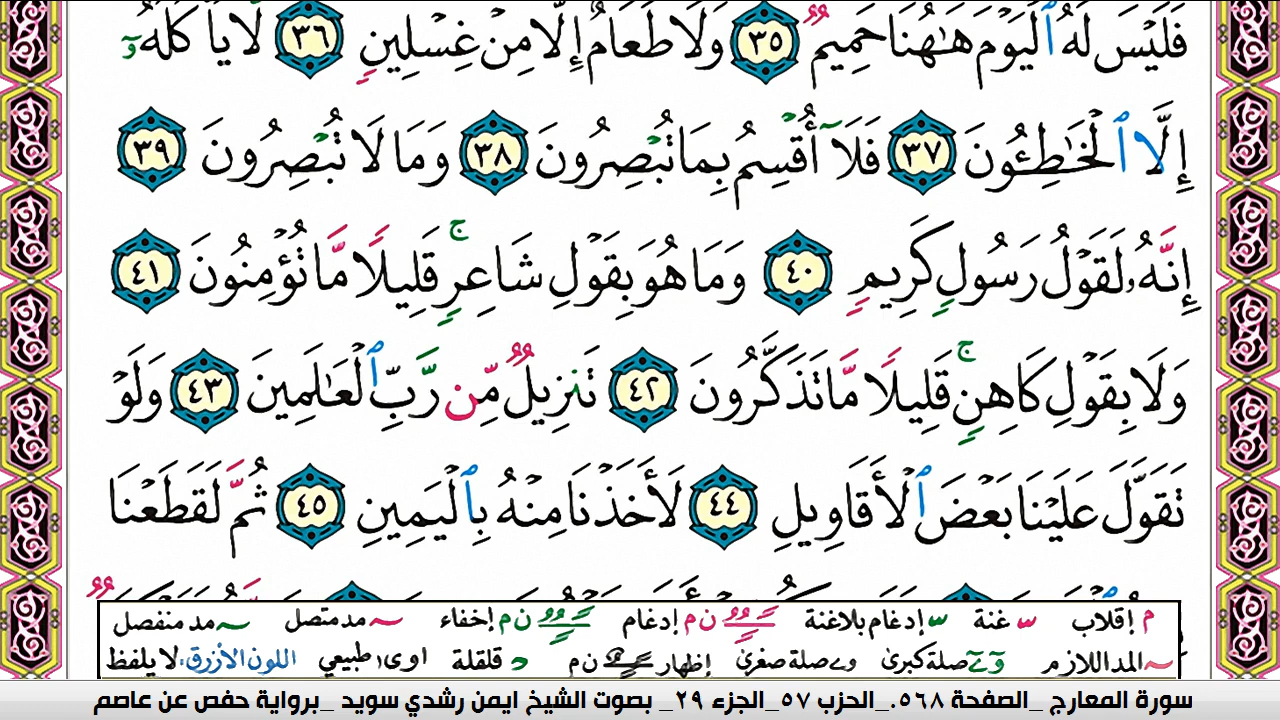 فَلَيْسَ لَهُ ٱلْيَوْمَ هَـٰهُنَا حَمِيمٌ ٣٥ وَلَا طَعَامٌ إِلَّا مِنْ غِسْلِينٍ ٣٦ لَا يَأْكُلُهُۥٓ
إِلَّا ٱلْخَـٰطِـُٔونَ ٣٧ فَلَآ أُقْسِمُ بِمَا تُبْصِرُونَ ٣٨ وَمَا لَا تُبْصِرُونَ ٣٩
إِنَّهُۥ لَقَوْلُ رَسُولٍ كَرِيمٍ ٤٠ وَمَا هُوَ بِقَوْلِ شَاعِرٍ ۚ قَلِيلًا مَّا تُؤْمِنُونَ ٤١
وَلَا بِقَوْلِ كَاهِنٍ ۚ قَلِيلًا مَّا تَذَكَّرُونَ ٤٢ تَنزِيلٌ مِّن رَّبِّ ٱلْعَـٰلَمِينَ ٤٣ وَلَوْ
تَقَوَّلَ عَلَيْنَا بَعْضَ ٱلْأَقَاوِيلِ ٤٤ لَأَخَذْنَا مِنْهُ بِٱلْيَمِينِ ٤٥ ثُمَّ لَقَطَعْنَا
م إقلاب س غنة س إدغام بلاغنة ن م إدغام ن م إخفاء مد متصل مد منفصل
المد اللازم و ے صلة كبرى و ے صلة صغرى إظهار ن م د قلقلة ا و ى طبيعي اللون الأزرق: لا يلفظ
سورة المعارج _الصفحة ٥٦٨._الحزب ٥٧_الجزء ٢٩_ بصوت الشيخ ايمن رشدي سويد _برواية حفص عن عاصم